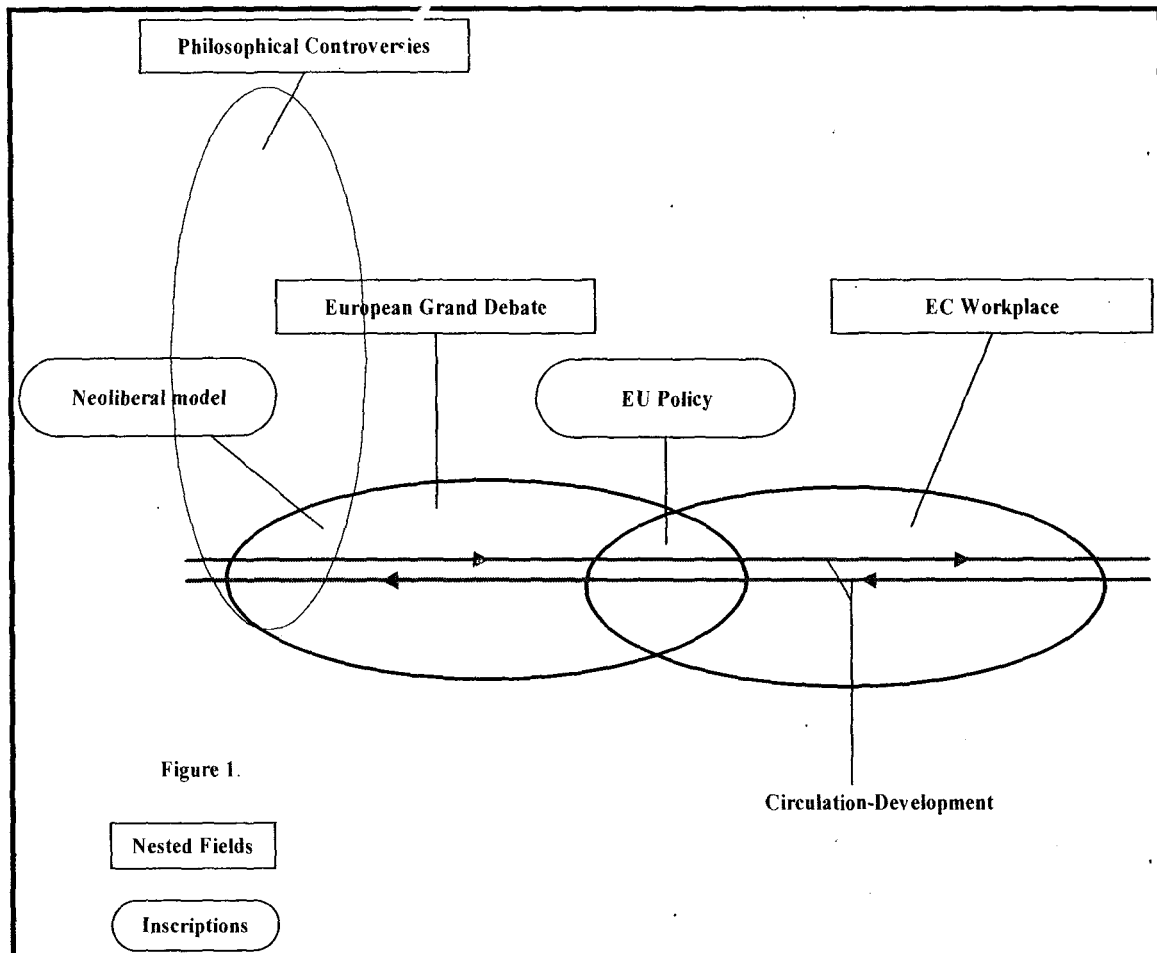 Philosophical Controversies
European Grand Debate
EC Workplace
Neoliberal model
EU Policy
Figure 1.
Circulation-Development
Nested Fields
Inscriptions